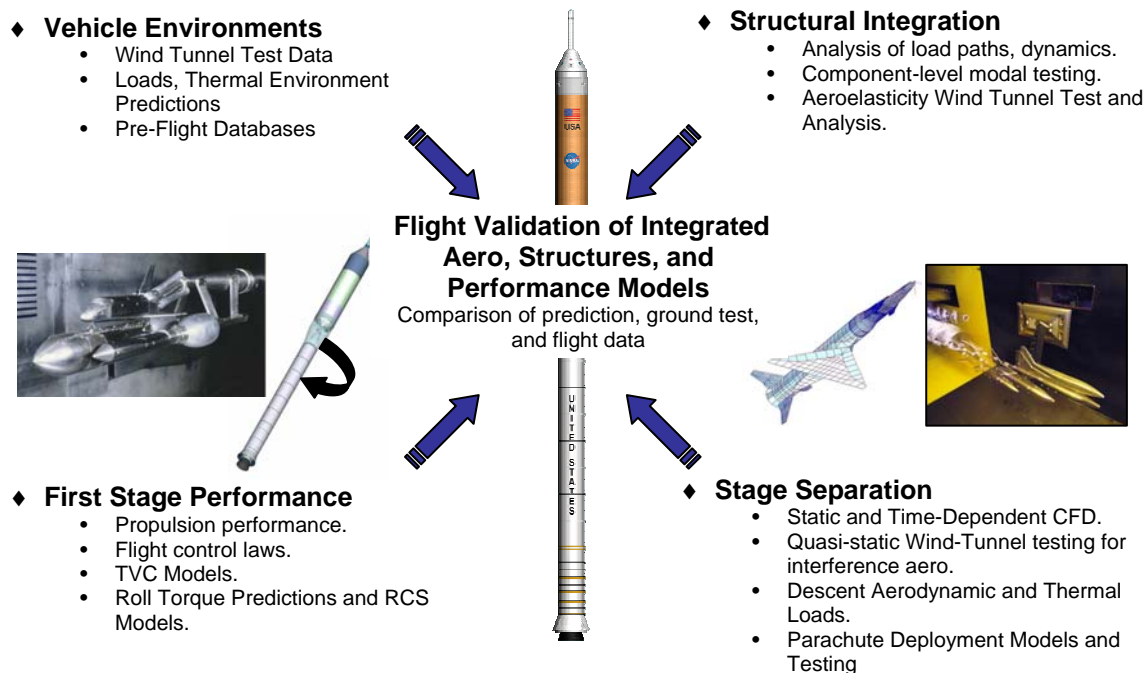 ♦ Vehicle Environments
• Wind Tunnel Test Data
• Loads, Thermal Environment
Predictions
• Pre-Flight Databases
♦ Structural Integration
• Analysis of load paths, dynamics.
• Component-level modal testing.
• Aeroelasticity Wind Tunnel Test and
Analysis.
USA
NASA
Flight Validation of Integrated
Aero, Structures, and
Performance Models
Comparison of prediction, ground test,
and flight data
UNITED STATES
♦ First Stage Performance
• Propulsion performance.
• Flight control laws.
• TVC Models.
• Roll Torque Predictions and RCS
Models.
♦ Stage Separation
• Static and Time-Dependent CFD.
• Quasi-static Wind-Tunnel testing for
interference aero.
• Descent Aerodynamic and Thermal
Loads.
• Parachute Deployment Models and
Testing